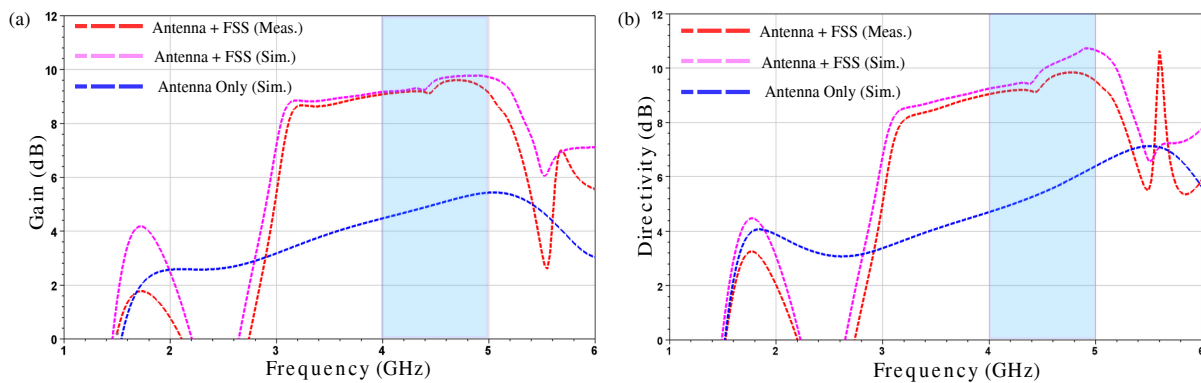 (a)
Antenna + FSS (Meas.)
Antenna + FSS (Sim.)
Antenna Only (Sim.)
Gain (dB)
12
10
8
6
4
2
0
1
2
3
4
5
6
Frequency (GHz)
(b)
Antenna + FSS (Meas.)
Antenna + FSS (Sim.)
Antenna Only (Sim.)
Directivity (dB)
12
10
8
6
4
2
0
1
2
3
4
5
6
Frequency (GHz)